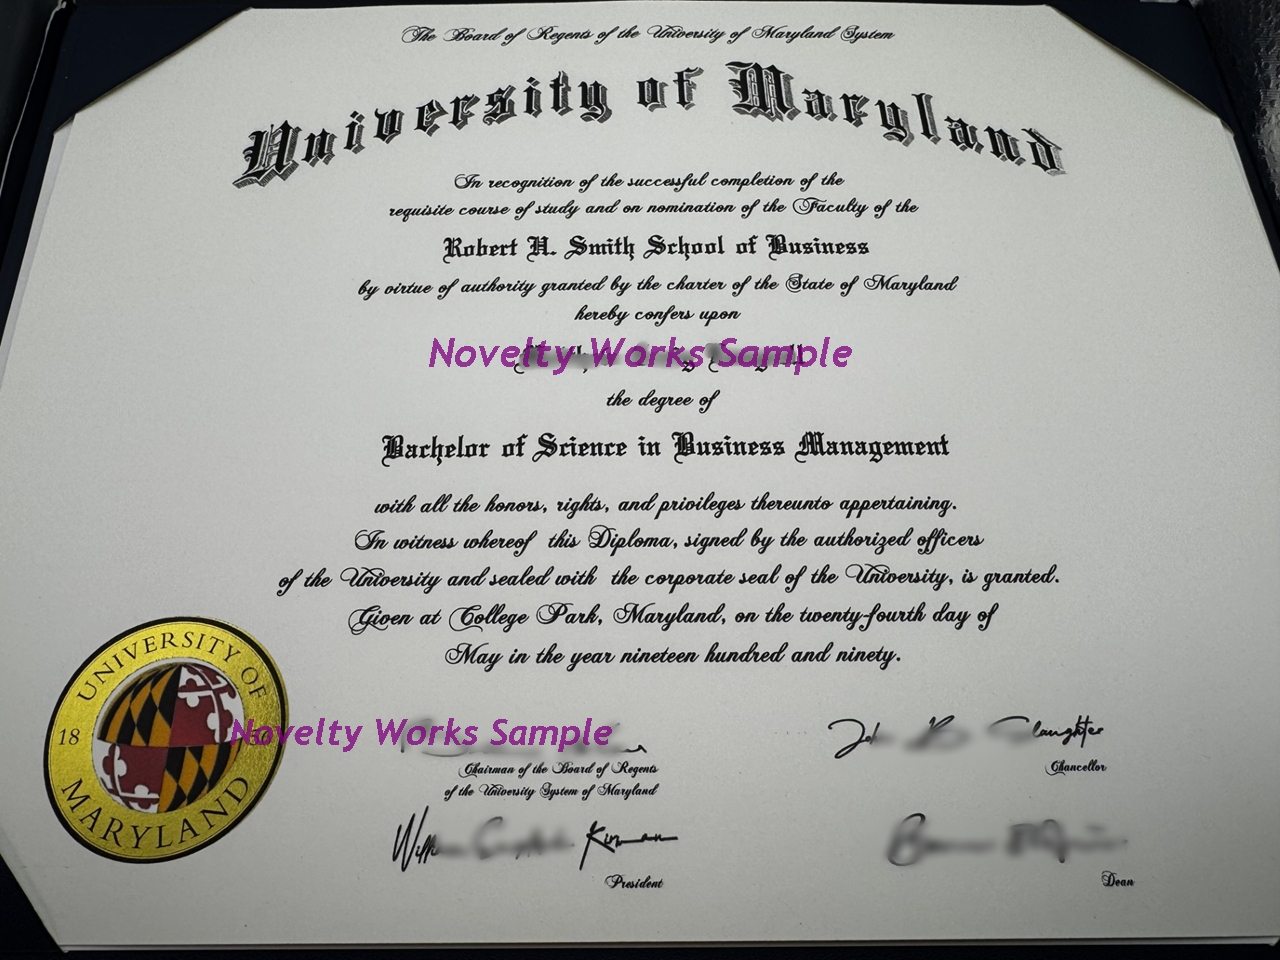 The Board of Regents of the University of Maryland System
University of Maryland
In recognition of the successful completion of the
requisite course of study and on nomination of the Faculty of the
Robert H. Smith School of Business
by virtue of authority granted by the charter of the State of Maryland
hereby confers upon
Novelty Works Sample
the degree of
Bachelor of Science in Business Management
with all the honors, rights, and privileges thereunto appertaining.
In witness whereof this Diploma, signed by the authorized officers
of the University and sealed with the corporate seal of the University, is granted.
Given at College Park, Maryland, on the twenty-fourth day of
May in the year nineteen hundred and ninety.
UNIVERSITY OF
18 56
MARYLAND
Novelty Works Sample
Chairman of the Board of Regents
of the University System of Maryland
Slaughter
Chancellor
President
Dean